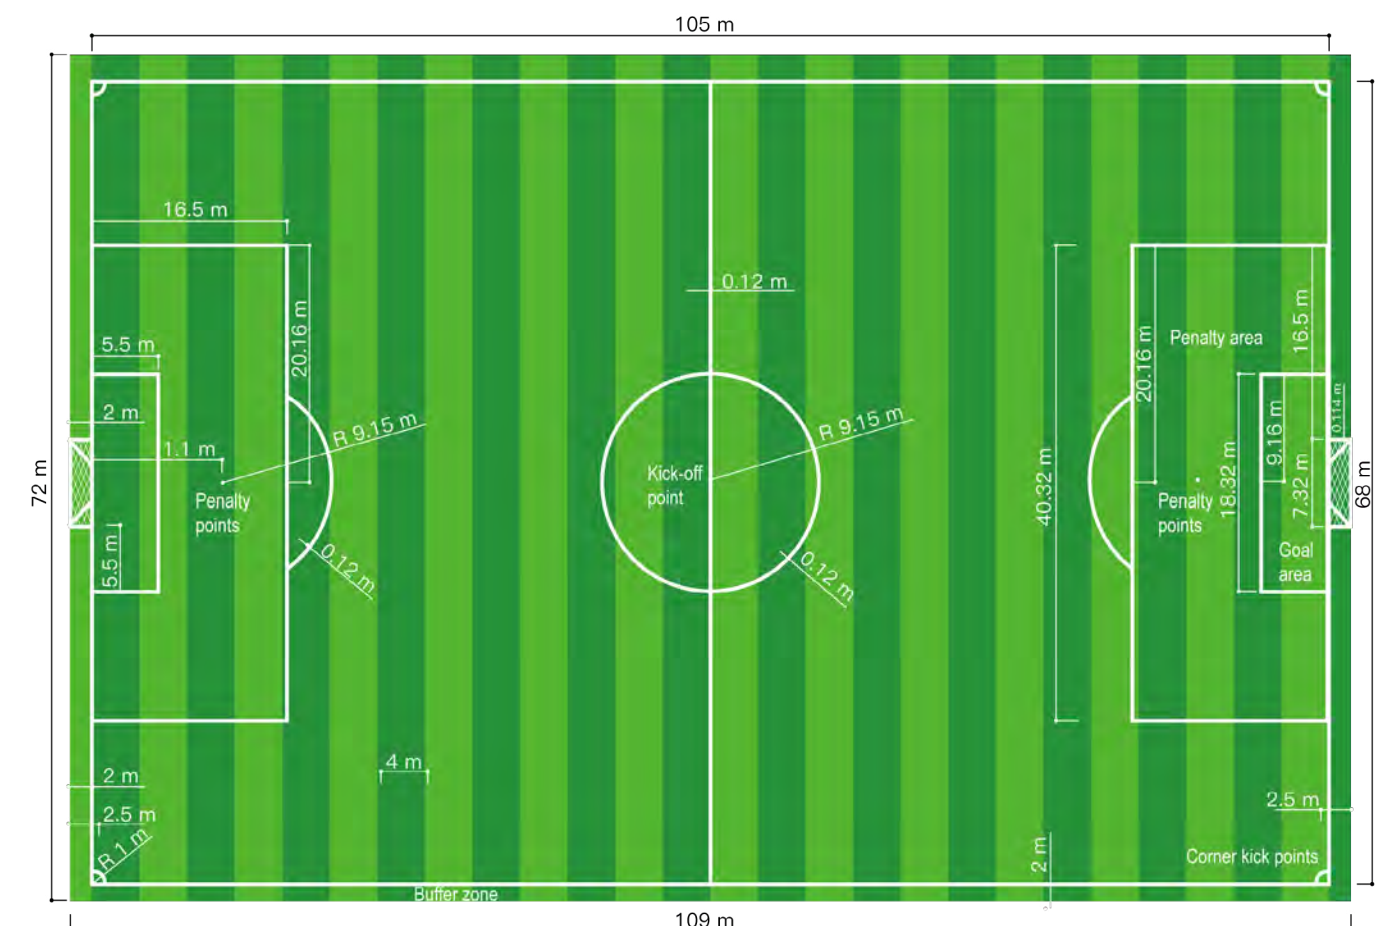 105 m
16.5 m
0.12 m
20.16 m
16.5 m
Penalty area
5.5 m
20.16 m
2 m
0.114 m
R 9.15 m
R 9.15 m
9.16 m
1.1 m
72 m
Kick-off
point
40.32 m
18.32 m
7.32 m
68 m
Penalty
points
Penalty
points
5.5 m
0.12 m
0.12 m
Goal
area
4 m
2 m
2.5 m
2.5 m
R 1 m
2 m
Corner kick points
Buffer zone
109 m